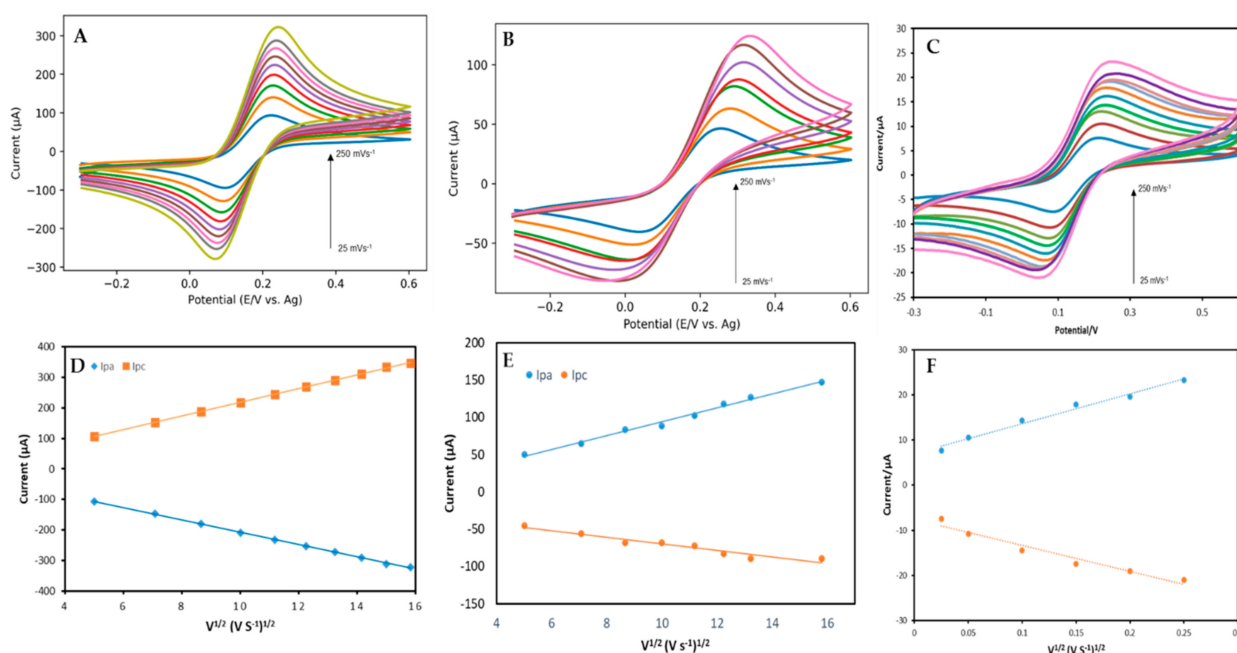 A
300
200
100
0
−100
−200
−300
Current (µA)
250 mVs⁻¹
25 mVs⁻¹
−0.2 0.0 0.2 0.4 0.6
Potential (E/V vs. Ag)
B
100
50
0
−50
Current (µA)
250 mVs⁻¹
25 mVs⁻¹
−0.2 0.0 0.2 0.4 0.6
Potential (E/V vs. Ag)
C
30
25
20
15
10
5
0
-5
-10
-15
-20
-25
Current/µA
250 mVs⁻¹
25 mVs⁻¹
-0.3 -0.1 0.1 0.3 0.5
Potential/V
D
Ipa Ipc
400
300
200
100
0
-100
-200
-300
-400
Current (µA)
4 6 8 10 12 14 16
V1/2 (V S-1)1/2
E
Ipa Ipc
200
150
100
50
0
-50
-100
-150
Current (µA)
4 6 8 10 12 14 16
V1/2 (V S-1)1/2
F
30
20
10
0
-10
-20
-30
Current/µA
0 0.05 0.1 0.15 0.2 0.25
V1/2 (V S-1)1/2